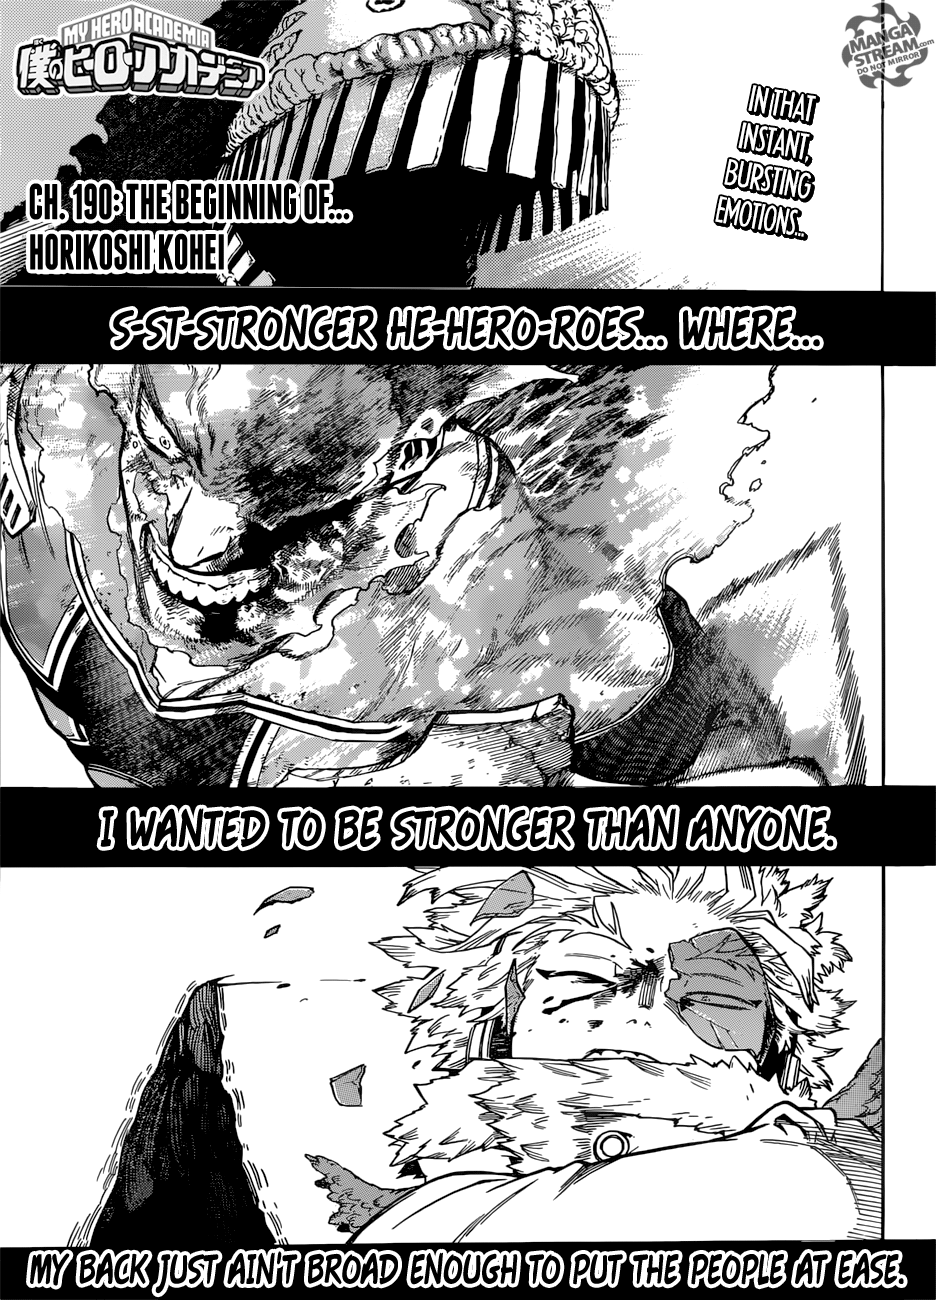 MY HERO ACADEMIA
僕のヒーローアカデミア
MANGA
STREAM.com
DO NOT MIRROR
IN THAT
INSTANT,
BURSTING
EMOTIONS...
CH. 190: THE BEGINNING OF...
HORIKOSHI KOHEI
S-ST-STRONGER HE-HERO-ROES... WHERE...
I WANTED TO BE STRONGER THAN ANYONE.
MY BACK JUST AIN'T BROAD ENOUGH TO PUT THE PEOPLE AT EASE.